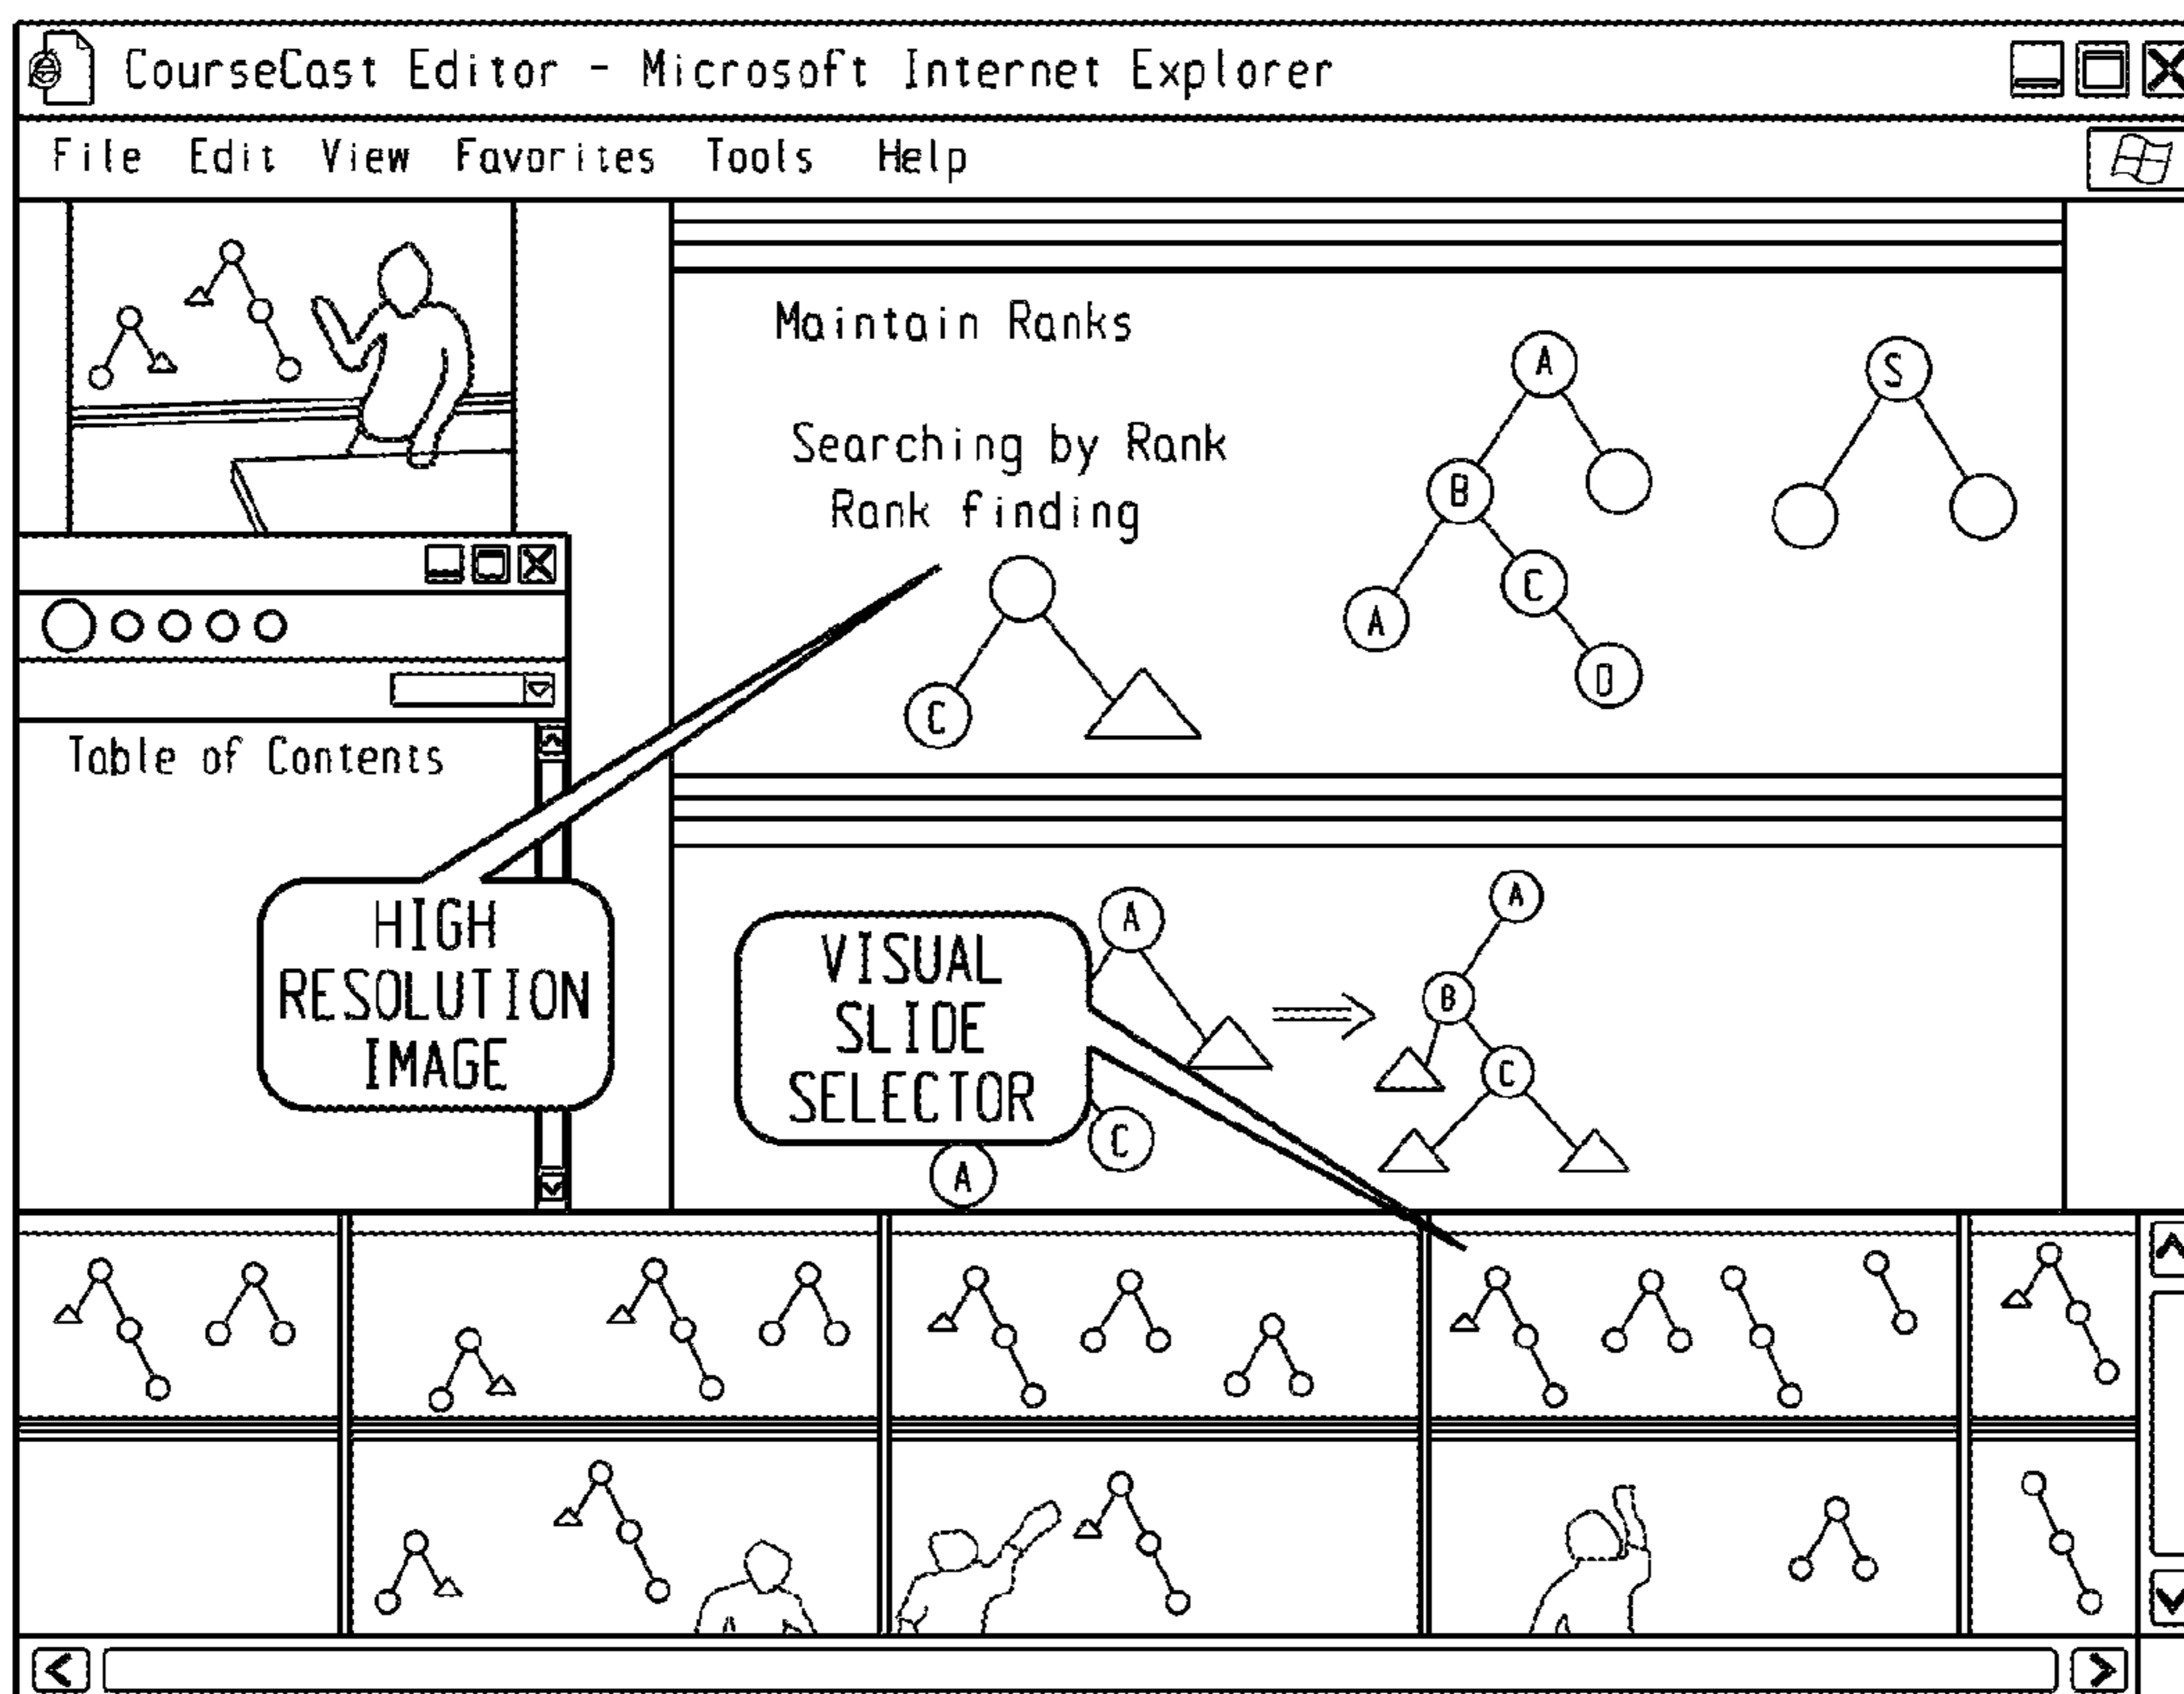 CourseCast Editor - Microsoft Internet Explorer
File Edit View Favorites Tools Help
Maintain Ranks
Searching by Rank
Rank finding
A
S
B
C
A
D
C
Table of Contents
HIGH
RESOLUTION
IMAGE
VISUAL
SLIDE
SELECTOR
A
C
A
A
B
C